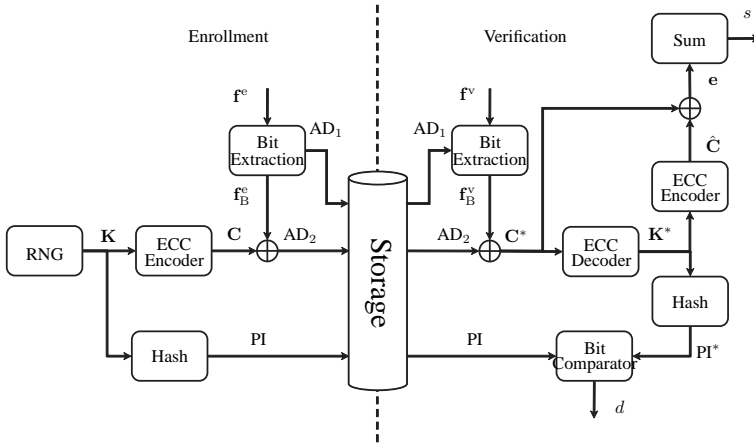 Enrollment
Verification
Sum
s
e
f^e
f^v
AD_1
AD_1
Bit
Extraction
Bit
Extraction
Ĉ
ECC
Encoder
f_B^e
f_B^v
RNG
K
ECC
Encoder
C
AD_2
Storage
AD_2
C*
ECC
Decoder
K*
Hash
Hash
PI
PI
Bit
Comparator
PI*
d